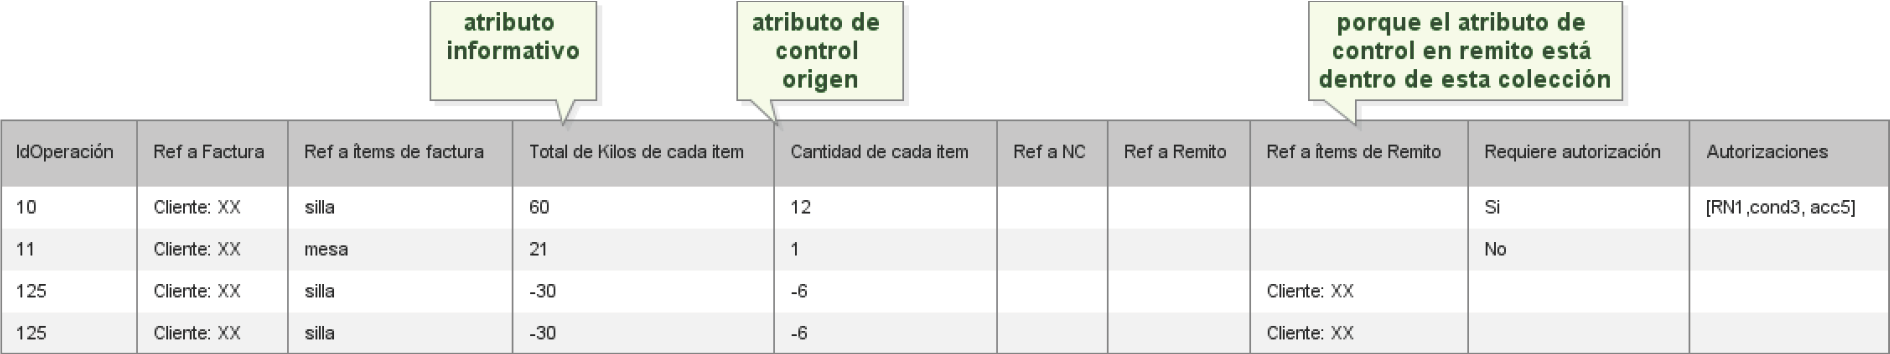 atributo
informativo
atributo de
control
origen
porque el atributo de
control en remito está
dentro de esta colección
IdOperación Ref a Factura Ref a ítems de factura Total de Kilos de cada item Cantidad de cada item Ref a NC Ref a Remito Ref a ítems de Remito Requiere autorización Autorizaciones
10 Cliente: XX silla 60 12 Si [RN1,cond3, acc5]
11 Cliente: XX mesa 21 1 No
125 Cliente: XX silla -30 -6 Cliente: XX
125 Cliente: XX silla -30 -6 Cliente: XX